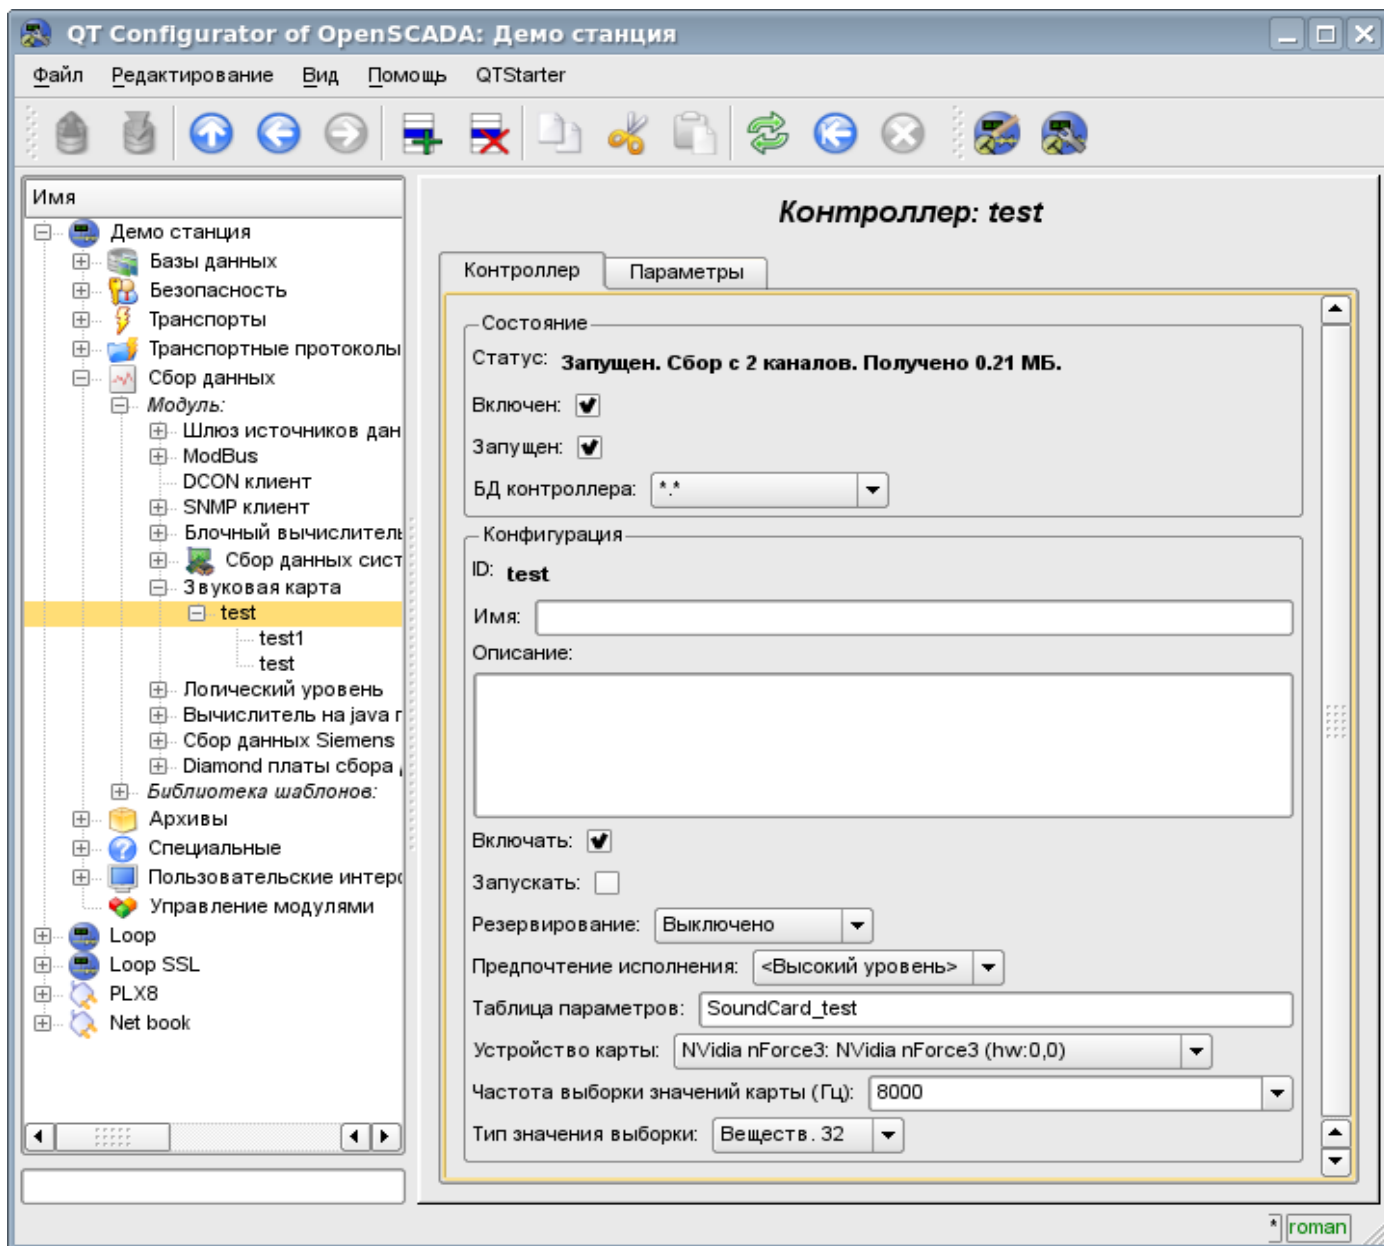 QT Configurator of OpenSCADA: Демо станция
Файл Редактирование Вид Помощь QTStarter
Имя
Демо станция
Базы данных
Безопасность
Транспорты
Транспортные протоколы
Сбор данных
Модуль:
Шлюз источников дан
ModBus
DCON клиент
SNMP клиент
Блочный вычислитель
Сбор данных сист
Звуковая карта
test
test1
test
Логический уровень
Вычислитель на java
Сбор данных Siemens
Diamond платы сбора
Библиотека шаблонов:
Архивы
Специальные
Пользовательские интер
Управление модулями
Loop
Loop SSL
PLX8
Net book
Контроллер: test
Контроллер Параметры
Состояние
Статус: Запущен. Сбор с 2 каналов. Получено 0.21 МБ.
Включен:
Запущен:
БД контроллера: *.*
Конфигурация
ID: test
Имя:
Описание:
Включать:
Запускать:
Резервирование: Выключено
Предпочтение исполнения: <Высокий уровень>
Таблица параметров: SoundCard_test
Устройство карты: NVidia nForce3: NVidia nForce3 (hw:0,0)
Частота выборки значений карты (Гц): 8000
Тип значения выборки: Веществ. 32
* roman